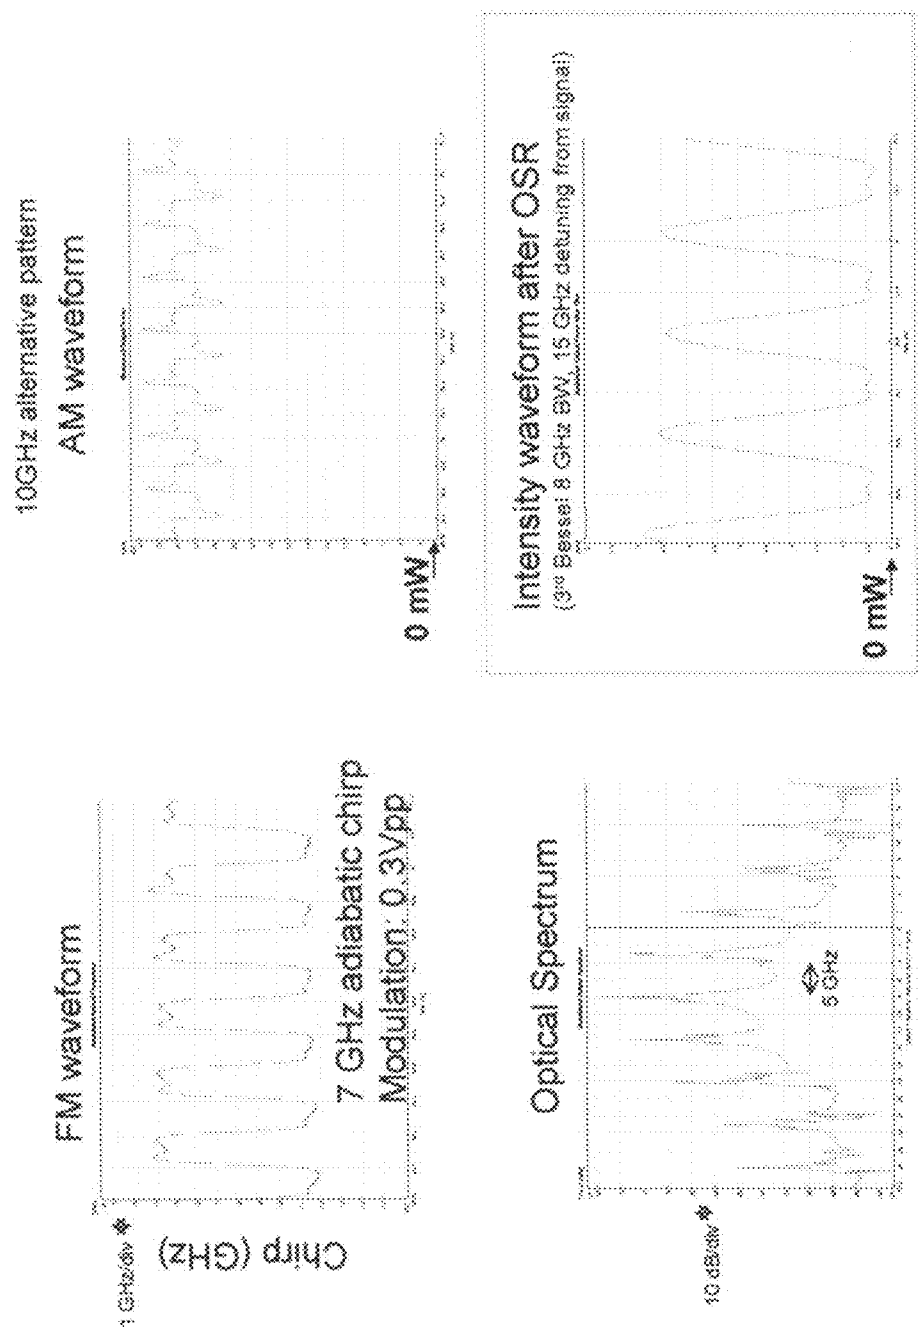 10GHz alternative pattern
FM waveform
AM waveform
1 GHz/div
Chirp (GHz)
7 GHz adiabatic chirp
Modulation: 0.3Vpp
0 mW
Optical Spectrum
10 dB/div
5 GHz
Intensity waveform after OSR
(3rd Bessel 8 GHz BW, 15 GHz detuning from signal)
0 mW